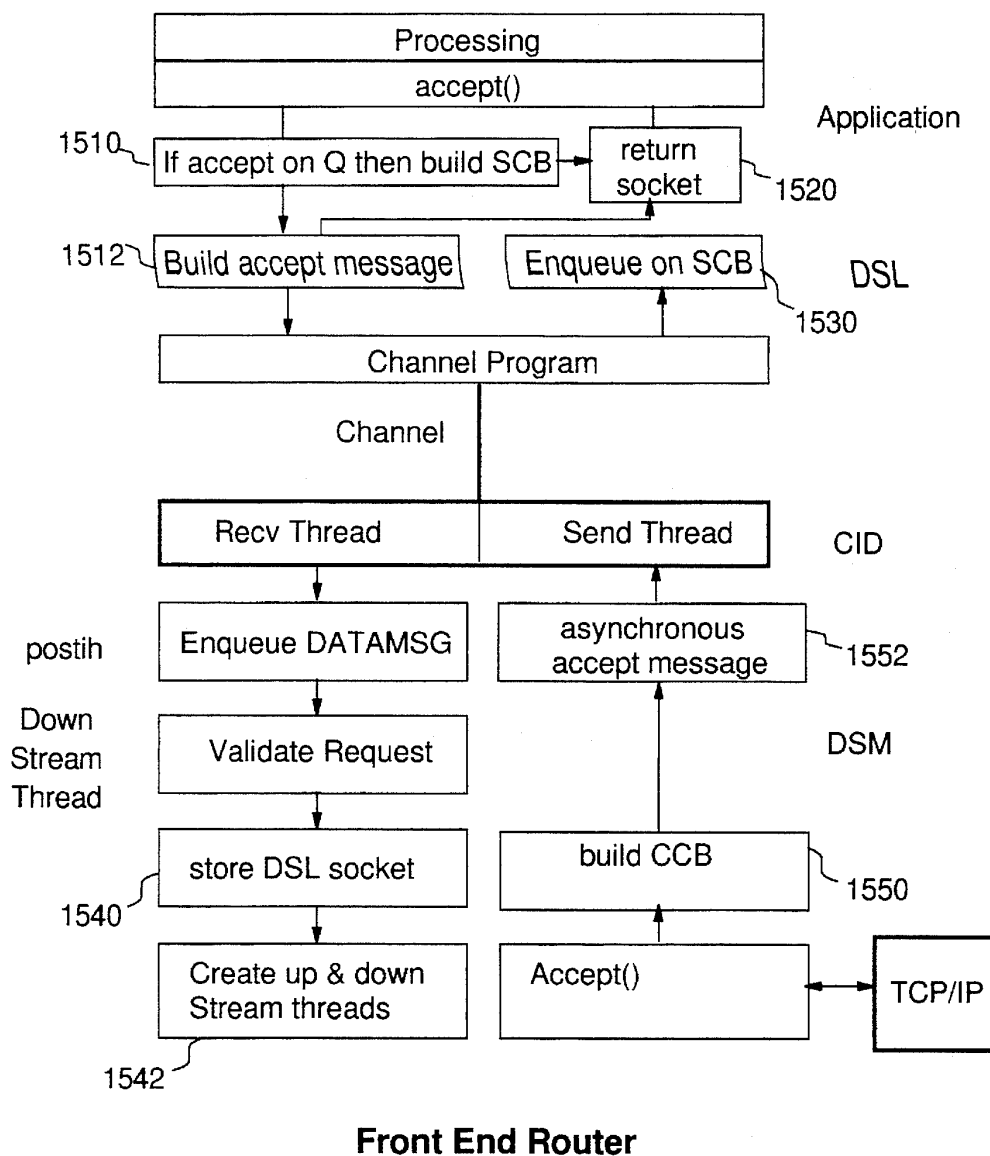 Processing
accept()
Application
1510
If accept on Q then build SCB
return
socket
1520
1512
Build accept message
Enqueue on SCB
DSL
1530
Channel Program
Channel
Recv Thread
Send Thread
CID
postih
Enqueue DATAMSG
asynchronous
accept message
1552
Down
Stream
Thread
Validate Request
DSM
store DSL socket
build CCB
1540
1550
Create up & down
Stream threads
Accept()
TCP/IP
1542
Front End Router